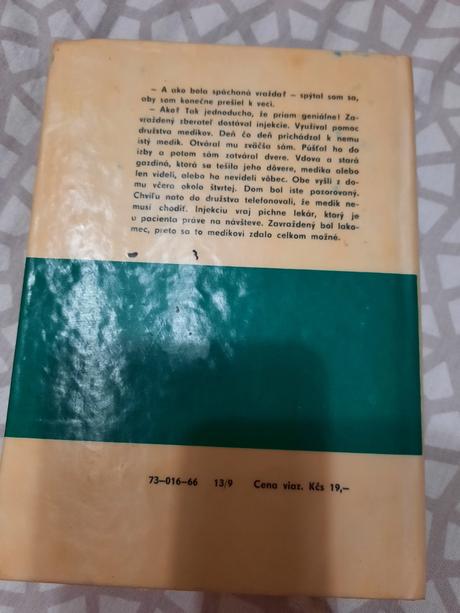 — A ako bola spáchaná vražda? — spýtal som sa,
aby som konečne prešiel k veci.
— Ako? Tak jednoducho, že priam geniálne! Za-
vraždený zberateľ dostával injekcie. Využíval pomoc
družstva medikov. Deň čo deň prichádzal k nemu
istý medik. Otváral mu zväčša sám. Púšťal ho do
izby a potom sám zatváral dvere. Vdova a stará
gazdiná, ktorá sa tešila jeho dôvere, medika alebo
len videli, alebo ho nevideli vôbec. Obe vyšli z do-
mu včera okolo štvrtej. Dom bol iste pozorovaný.
Chvíľu nato do družstva telefonovali, že medik ne-
musí chodiť. Injekciu vraj pichne lekár, ktorý je
u pacienta práve na návšteve. Zavraždený bol lako-
mec, preto sa to medikovi zdalo celkom možné.
73—016—66 13/9 Cena viaz. Kčs 19,—